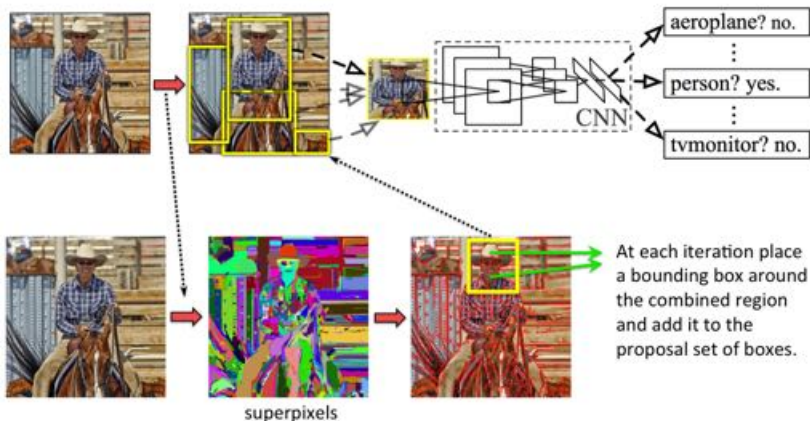 aeroplane? no.
⋮
person? yes.
⋮
CNN
tvmonitor? no.
At each iteration place
a bounding box around
the combined region
and add it to the
proposal set of boxes.
superpixels